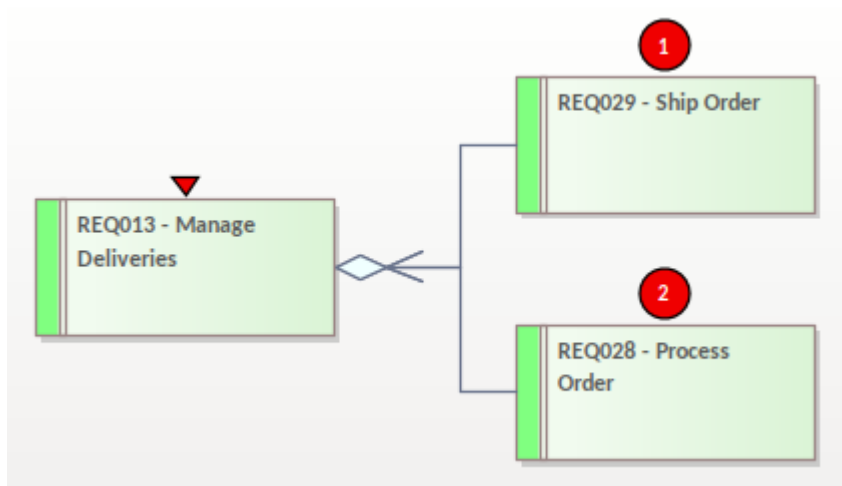 1
REQ029 - Ship Order
REQ013 - Manage
Deliveries
2
REQ028 - Process
Order